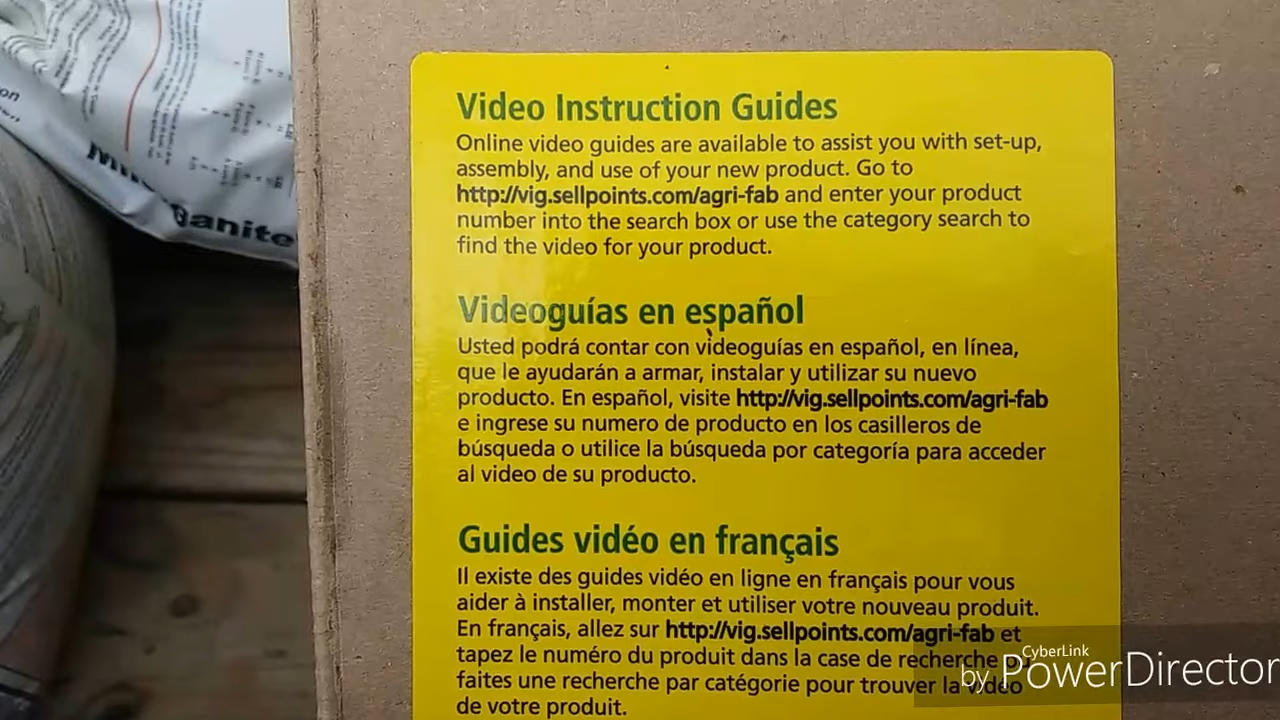 Video Instruction Guides
Online video guides are available to assist you with set-up,
assembly, and use of your new product. Go to
http://vig.sellpoints.com/agri-fab and enter your product
number into the search box or use the category search to
find the video for your product.
Videoguías en español
Usted podrá contar con videoguías en español, en línea,
que le ayudarán a armar, instalar y utilizar su nuevo
producto. En español, visite http://vig.sellpoints.com/agri-fab
e ingrese su numero de producto en los casilleros de
búsqueda o utilice la búsqueda por categoría para acceder
al video de su producto.
Guides vidéo en français
Il existe des guides vidéo en ligne en français pour vous
aider à installer, monter et utiliser votre nouveau produit.
En français, allez sur http://vig.sellpoints.com/agri-fab et
tapez le numéro du produit dans la case de recherche ou
faites une recherche par catégorie pour trouver la vidéo
de votre produit.
CyberLink
by PowerDirector